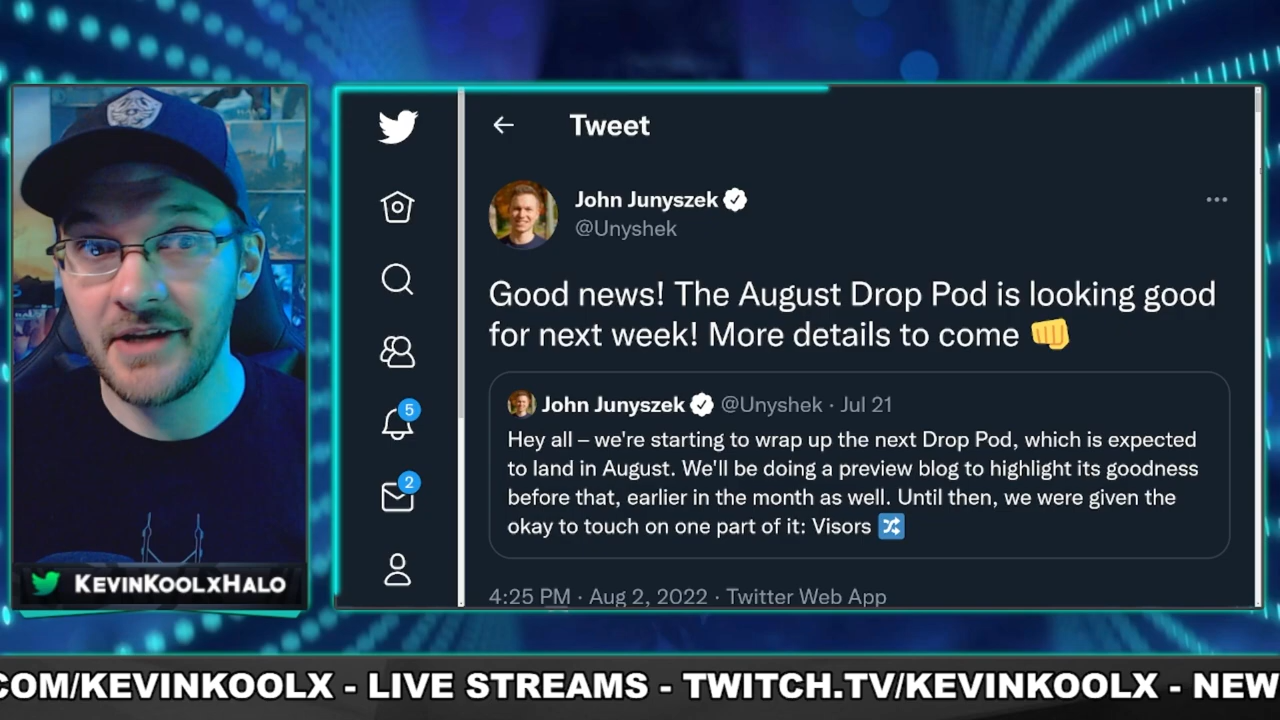 Tweet
John Junyszek
@Unyshek
Good news! The August Drop Pod is looking good
for next week! More details to come 👊
John Junyszek @Unyshek · Jul 21
Hey all – we're starting to wrap up the next Drop Pod, which is expected
to land in August. We'll be doing a preview blog to highlight its goodness
before that, earlier in the month as well. Until then, we were given the
okay to touch on one part of it: Visors 🔀
4:25 PM · Aug 2, 2022 · Twitter Web App
5
2
KEVINKOOLXHALO
COM/KEVINKOOLX - LIVE STREAMS - TWITCH.TV/KEVINKOOLX - NEW